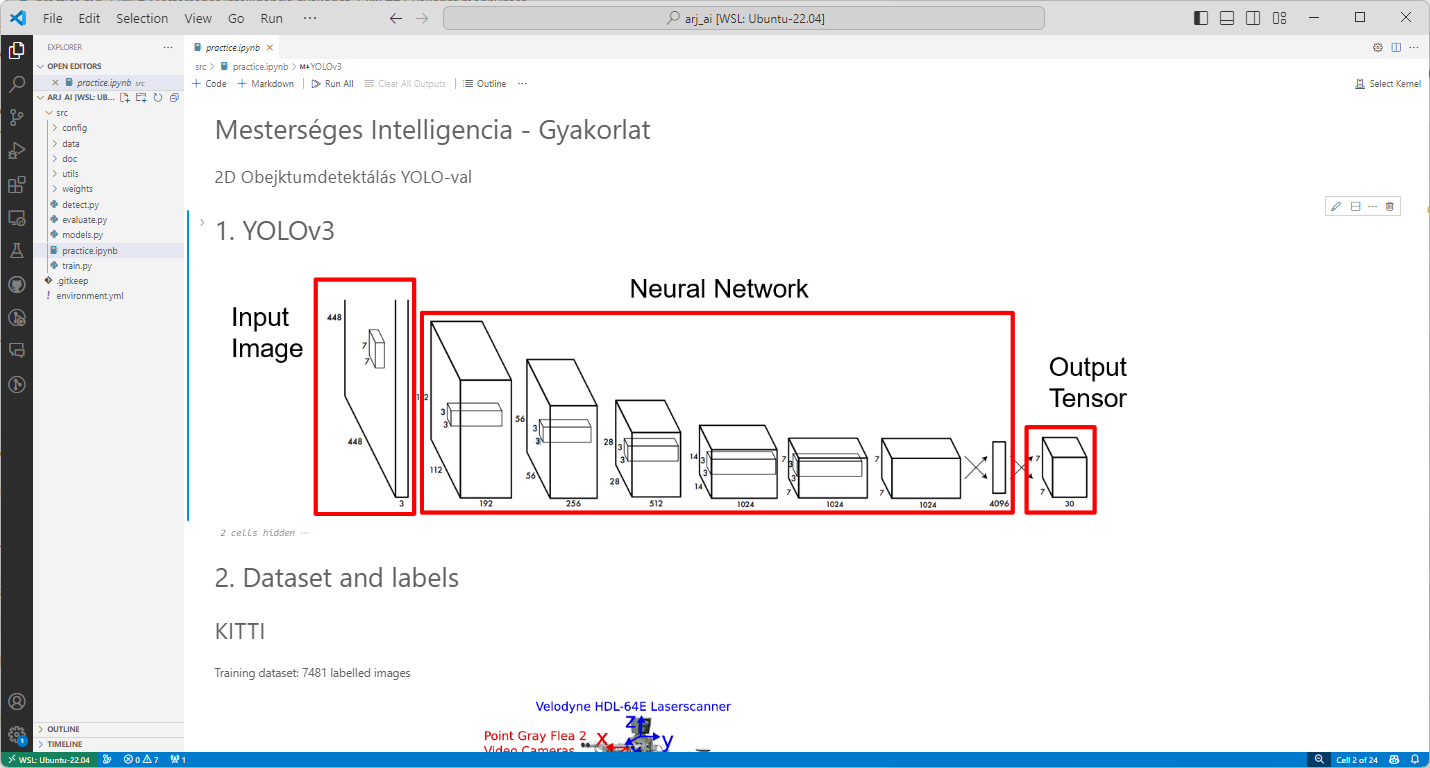 File Edit Selection View Go Run ··· arj_ai [WSL: Ubuntu-22.04]
EXPLORER ···
OPEN EDITORS
practice.ipynb src
ARJ_AI [WSL: UB...
src
config
data
doc
utils
weights
detect.py
evaluate.py
models.py
practice.ipynb
train.py
.gitkeep
! environment.yml
OUTLINE
TIMELINE
practice.ipynb
src > practice.ipynb > M↓YOLOv3
+ Code + Markdown Run All Clear All Outputs Outline ··· Select Kernel
Mesterséges Intelligencia - Gyakorlat
2D Obejktumdetektálás YOLO-val
1. YOLOv3
Neural Network
Input
Image
Output
Tensor
448
7
7
448
3
112
3
3
112
192
56
3
3
56
256
28
3
3
28
512
14
3
3
14
1024
7
3
3
7
1024
7
7
1024
4096
7
7
30
2 cells hidden ···
2. Dataset and labels
KITTI
Training dataset: 7481 labelled images
Velodyne HDL-64E Laserscanner
Point Gray Flea 2
Video Cameras
z
x
y
1
WSL: Ubuntu-22.04 0 7 1 Cell 2 of 24